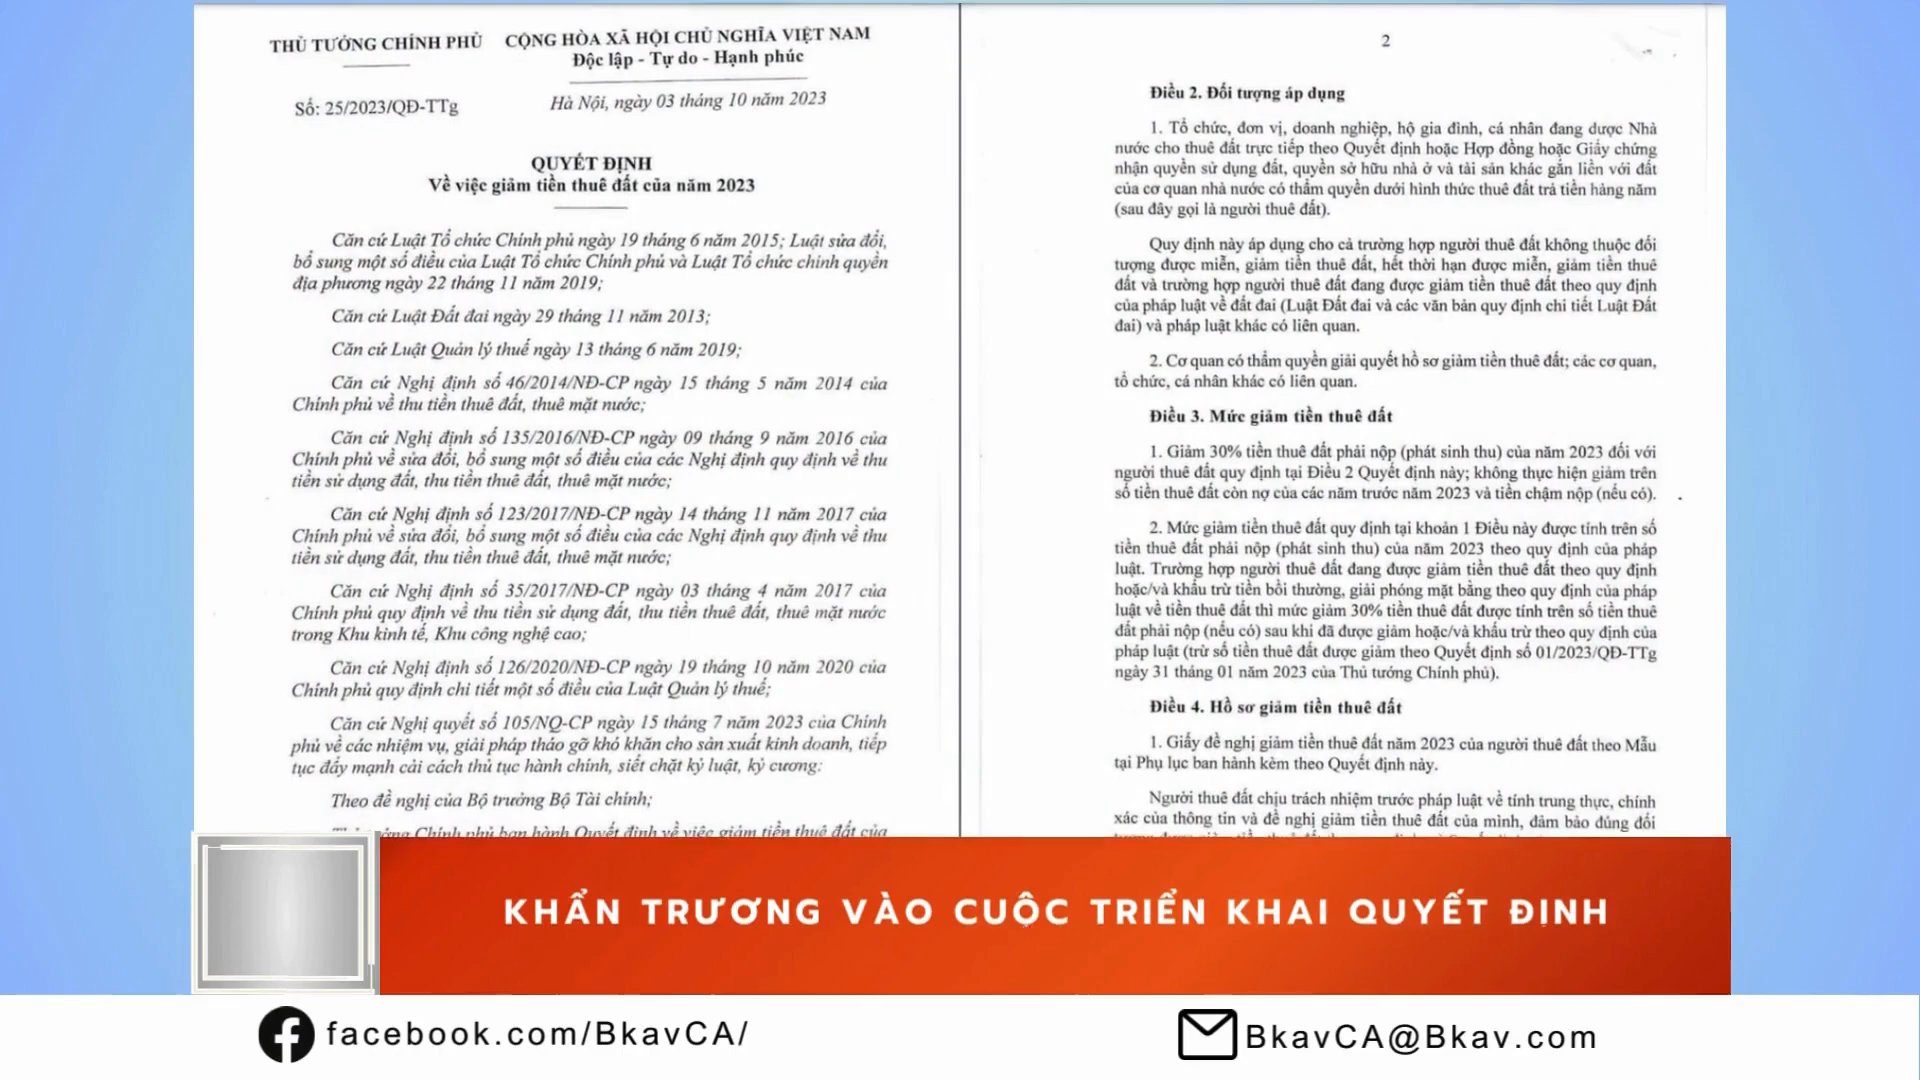 THỦ TƯỚNG CHÍNH PHỦ
CỘNG HÒA XÃ HỘI CHỦ NGHĨA VIỆT NAM
Độc lập - Tự do - Hạnh phúc
Số: 25/2023/QĐ-TTg
Hà Nội, ngày 03 tháng 10 năm 2023
QUYẾT ĐỊNH
Về việc giảm tiền thuê đất của năm 2023
Căn cứ Luật Tổ chức Chính phủ ngày 19 tháng 6 năm 2015; Luật sửa đổi,
bổ sung một số điều của Luật Tổ chức Chính phủ và Luật Tổ chức chính quyền
địa phương ngày 22 tháng 11 năm 2019;
Căn cứ Luật Đất đai ngày 29 tháng 11 năm 2013;
Căn cứ Luật Quản lý thuế ngày 13 tháng 6 năm 2019;
Căn cứ Nghị định số 46/2014/NĐ-CP ngày 15 tháng 5 năm 2014 của
Chính phủ về thu tiền thuê đất, thuê mặt nước;
Căn cứ Nghị định số 135/2016/NĐ-CP ngày 09 tháng 9 năm 2016 của
Chính phủ về sửa đổi, bổ sung một số điều của các Nghị định quy định về thu
tiền sử dụng đất, thu tiền thuê đất, thuê mặt nước;
Căn cứ Nghị định số 123/2017/NĐ-CP ngày 14 tháng 11 năm 2017 của
Chính phủ về sửa đổi, bổ sung một số điều của các Nghị định quy định về thu
tiền sử dụng đất, thu tiền thuê đất, thuê mặt nước;
Căn cứ Nghị định số 35/2017/NĐ-CP ngày 03 tháng 4 năm 2017 của
Chính phủ quy định về thu tiền sử dụng đất, thu tiền thuê đất, thuê mặt nước
trong Khu kinh tế, Khu công nghệ cao;
Căn cứ Nghị định số 126/2020/NĐ-CP ngày 19 tháng 10 năm 2020 của
Chính phủ quy định chi tiết một số điều của Luật Quản lý thuế;
Căn cứ Nghị quyết số 105/NQ-CP ngày 15 tháng 7 năm 2023 của Chính
phủ về các nhiệm vụ, giải pháp tháo gỡ khó khăn cho sản xuất kinh doanh, tiếp
tục đẩy mạnh cải cách thủ tục hành chính, siết chặt kỷ luật, kỷ cương:
Theo đề nghị của Bộ trưởng Bộ Tài chính;
Chính phủ ban hành Quyết định về việc giảm tiền thuê đất của
2
Điều 2. Đối tượng áp dụng
1. Tổ chức, đơn vị, doanh nghiệp, hộ gia đình, cá nhân đang được Nhà
nước cho thuê đất trực tiếp theo Quyết định hoặc Hợp đồng hoặc Giấy chứng
nhận quyền sử dụng đất, quyền sở hữu nhà ở và tài sản khác gắn liền với đất
của cơ quan nhà nước có thẩm quyền dưới hình thức thuê đất trả tiền hàng năm
(sau đây gọi là người thuê đất).
Quy định này áp dụng cho cả trường hợp người thuê đất không thuộc đối
tượng được miễn, giảm tiền thuê đất, hết thời hạn được miễn, giảm tiền thuê
đất và trường hợp người thuê đất đang được giảm tiền thuê đất theo quy định
của pháp luật về đất đai (Luật Đất đai và các văn bản quy định chi tiết Luật Đất
đai) và pháp luật khác có liên quan.
2. Cơ quan có thẩm quyền giải quyết hồ sơ giảm tiền thuê đất; các cơ quan,
tổ chức, cá nhân khác có liên quan.
Điều 3. Mức giảm tiền thuê đất
1. Giảm 30% tiền thuê đất phải nộp (phát sinh thu) của năm 2023 đối với
người thuê đất quy định tại Điều 2 Quyết định này; không thực hiện giảm trên
số tiền thuê đất còn nợ của các năm trước năm 2023 và tiền chậm nộp (nếu có).
2. Mức giảm tiền thuê đất quy định tại khoản 1 Điều này được tính trên số
tiền thuê đất phải nộp (phát sinh thu) của năm 2023 theo quy định của pháp
luật. Trường hợp người thuê đất đang được giảm tiền thuê đất theo quy định
hoặc/và khấu trừ tiền bồi thường, giải phóng mặt bằng theo quy định của pháp
luật về tiền thuê đất thì mức giảm 30% tiền thuê đất được tính trên số tiền thuê
đất phải nộp (nếu có) sau khi đã được giảm hoặc/và khấu trừ theo quy định của
pháp luật (trừ số tiền thuê đất được giảm theo Quyết định số 01/2023/QĐ-TTg
ngày 31 tháng 01 năm 2023 của Thủ tướng Chính phủ).
Điều 4. Hồ sơ giảm tiền thuê đất
1. Giấy đề nghị giảm tiền thuê đất năm 2023 của người thuê đất theo Mẫu
tại Phụ lục ban hành kèm theo Quyết định này.
Người thuê đất chịu trách nhiệm trước pháp luật về tính trung thực, chính
xác của thông tin và đề nghị giảm tiền thuê đất của mình, đảm bảo đúng đối
KHẨN TRƯƠNG VÀO CUỘC TRIỂN KHAI QUYẾT ĐỊNH
facebook.com/BkavCA/
BkavCA@Bkav.com